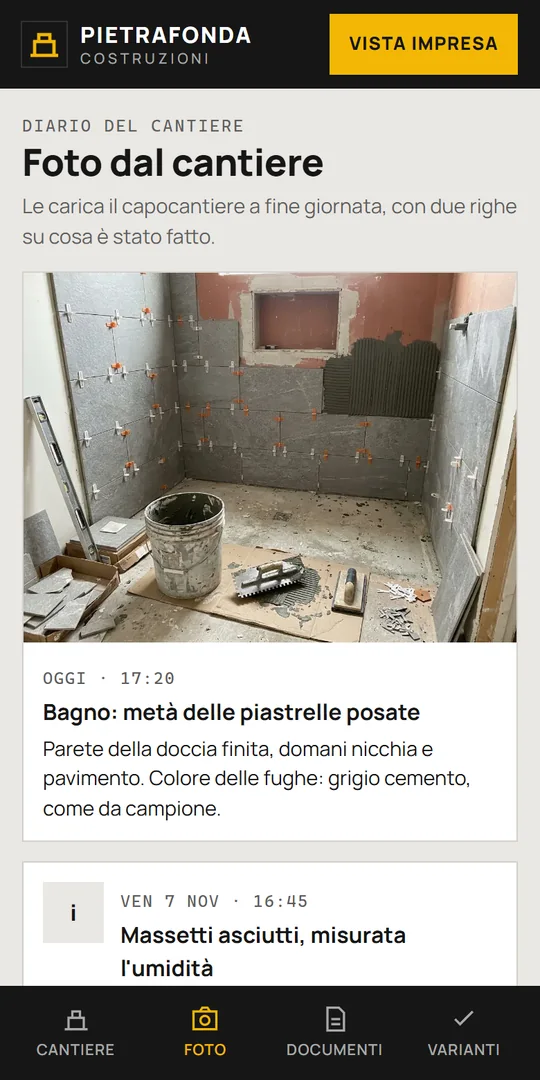 PIETRAFONDA
COSTRUZIONI
VISTA IMPRESA
DIARIO DEL CANTIERE
Foto dal cantiere
Le carica il capocantiere a fine giornata, con due righe
su cosa è stato fatto.
OGGI · 17:20
Bagno: metà delle piastrelle posate
Parete della doccia finita, domani nicchia e
pavimento. Colore delle fughe: grigio cemento,
come da campione.
i
VEN 7 NOV · 16:45
Massetti asciutti, misurata
l'umidità
CANTIERE
FOTO
DOCUMENTI
VARIANTI